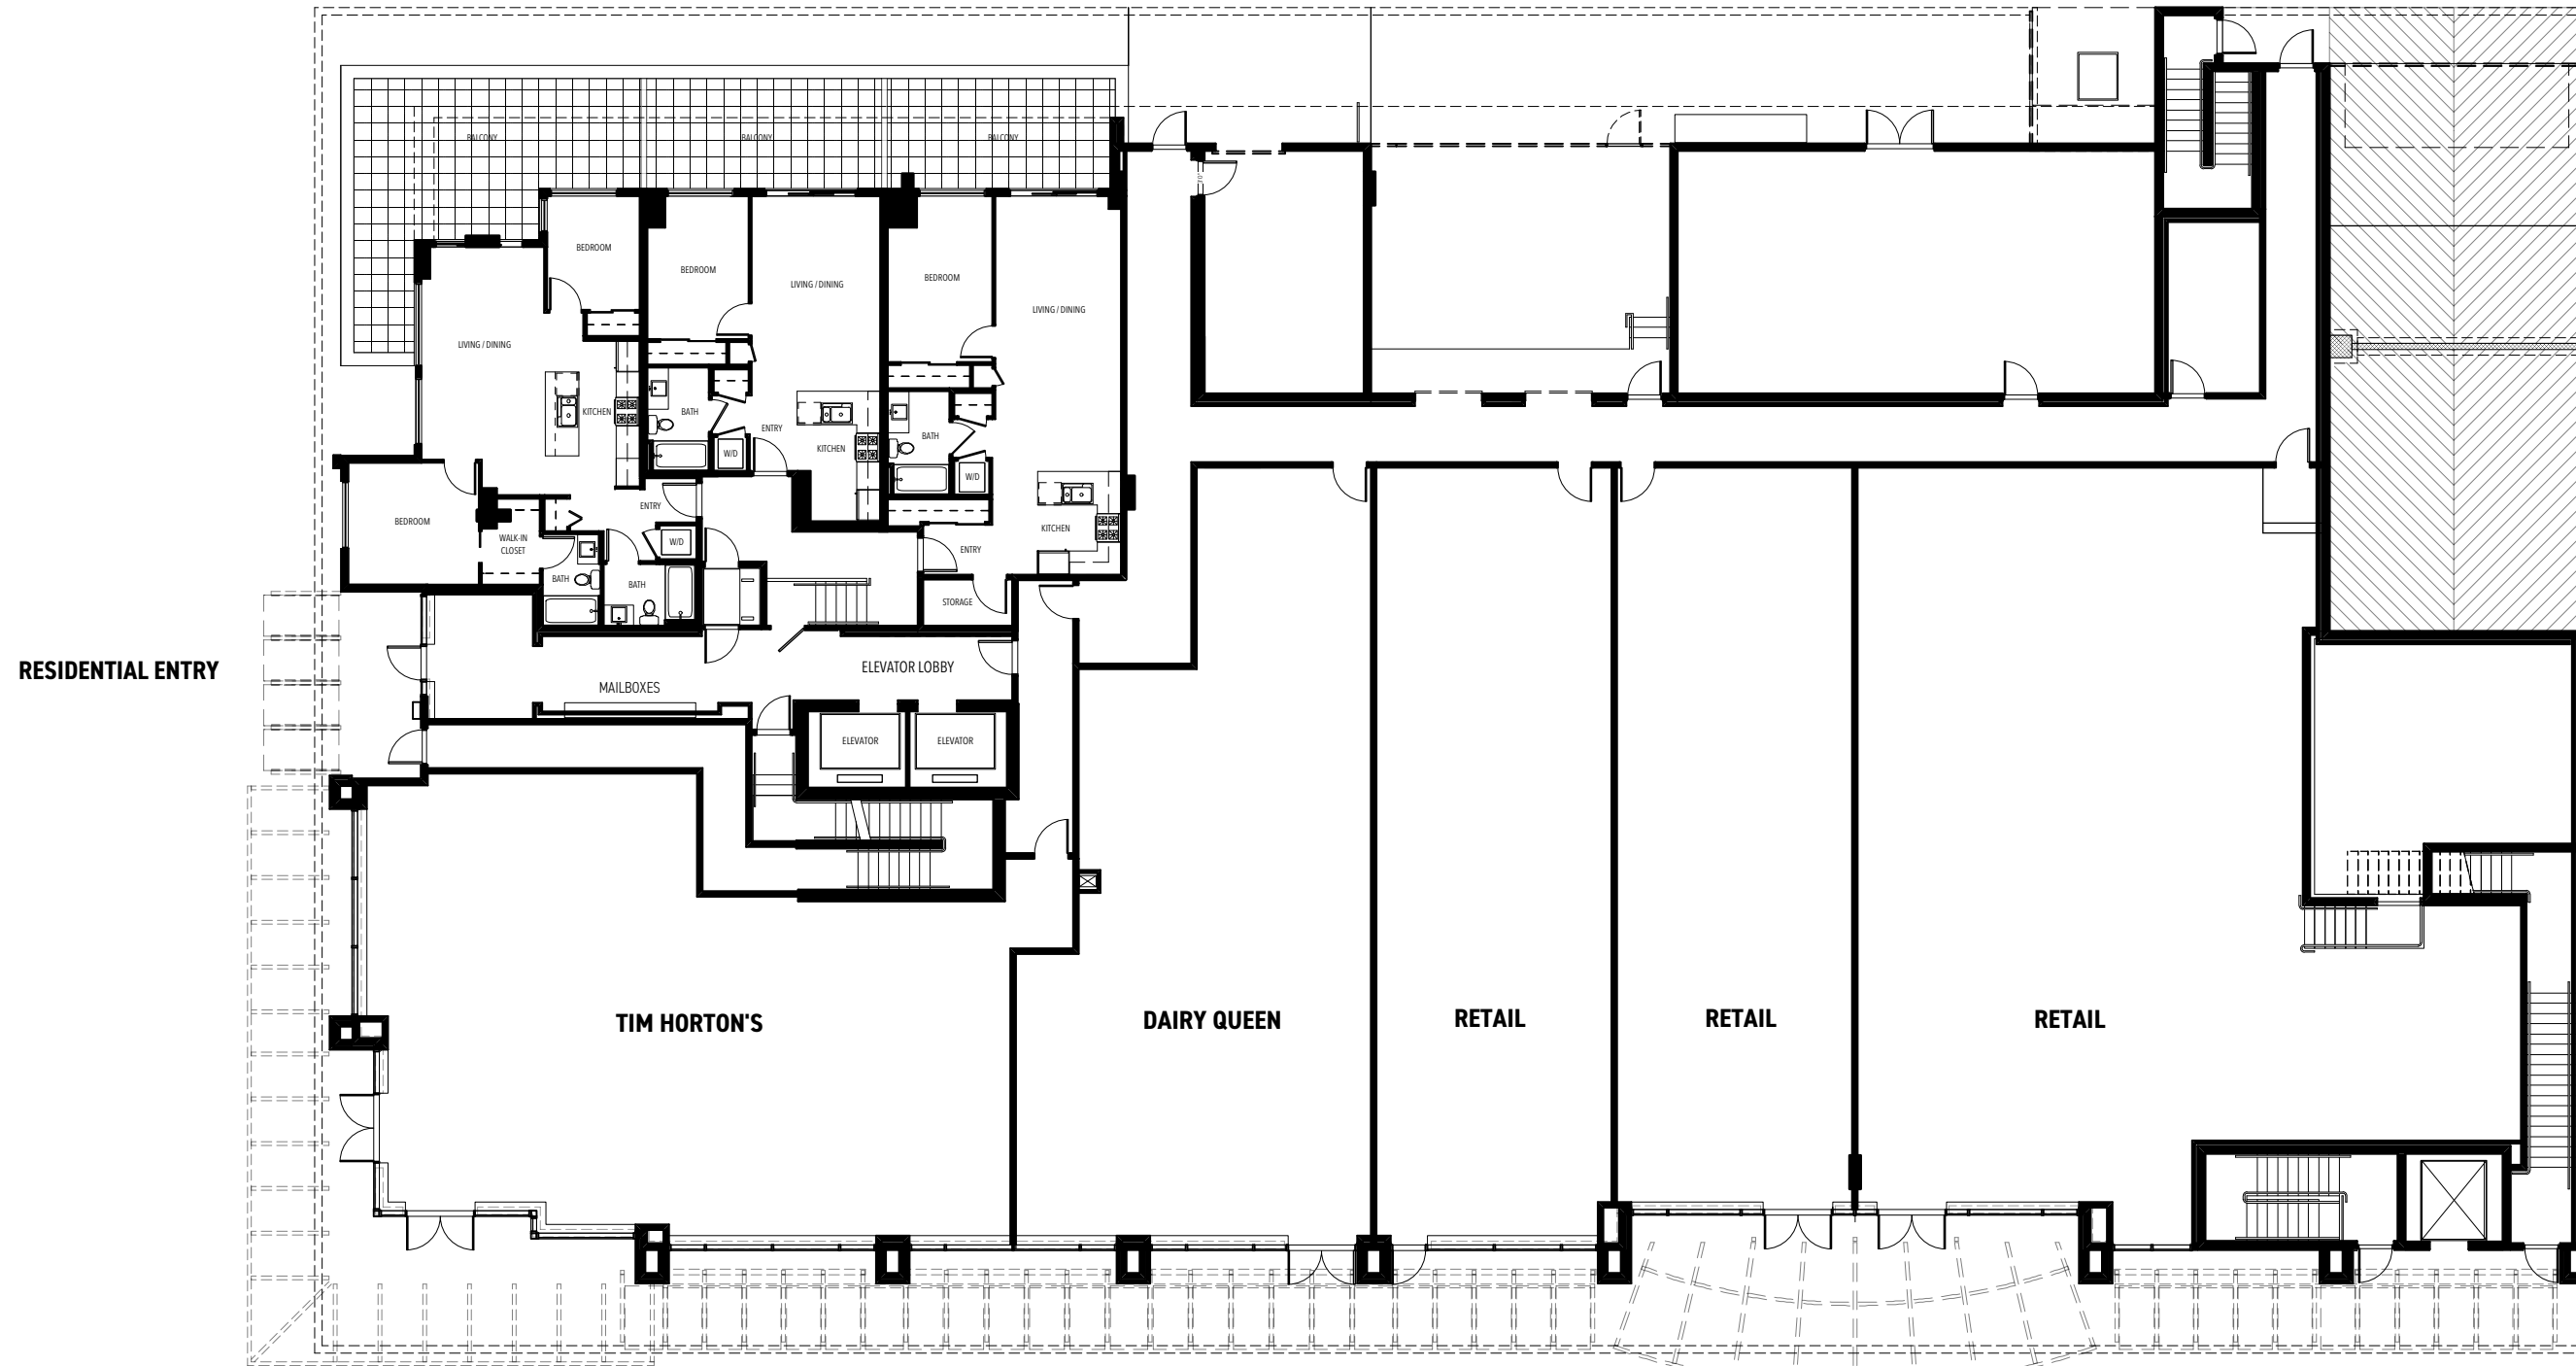 BALCONY
BALCONY
BALCONY
BEDROOM
BEDROOM
BEDROOM
LIVING / DINING
LIVING / DINING
LIVING / DINING
KITCHEN
BATH
ENTRY
KITCHEN
W/D
BATH
W/D
BEDROOM
ENTRY
KITCHEN
WALK-IN
CLOSET
W/D
ENTRY
BATH
BATH
STORAGE
RESIDENTIAL ENTRY
ELEVATOR LOBBY
MAILBOXES
ELEVATOR
ELEVATOR
TIM HORTON'S
DAIRY QUEEN
RETAIL
RETAIL
RETAIL